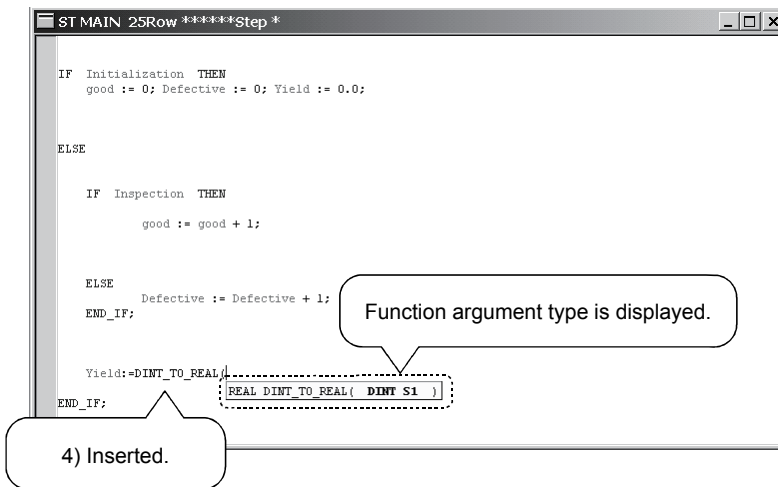 ST MAIN 25Row ******Step *
IF Initialization THEN
good := 0; Defective := 0; Yield := 0.0;
ELSE
IF Inspection THEN
good := good + 1;
ELSE
Defective := Defective + 1;
END_IF;
Function argument type is displayed.
Yield:=DINT_TO_REAL(
REAL DINT_TO_REAL( DINT S1 )
END_IF;
4) Inserted.